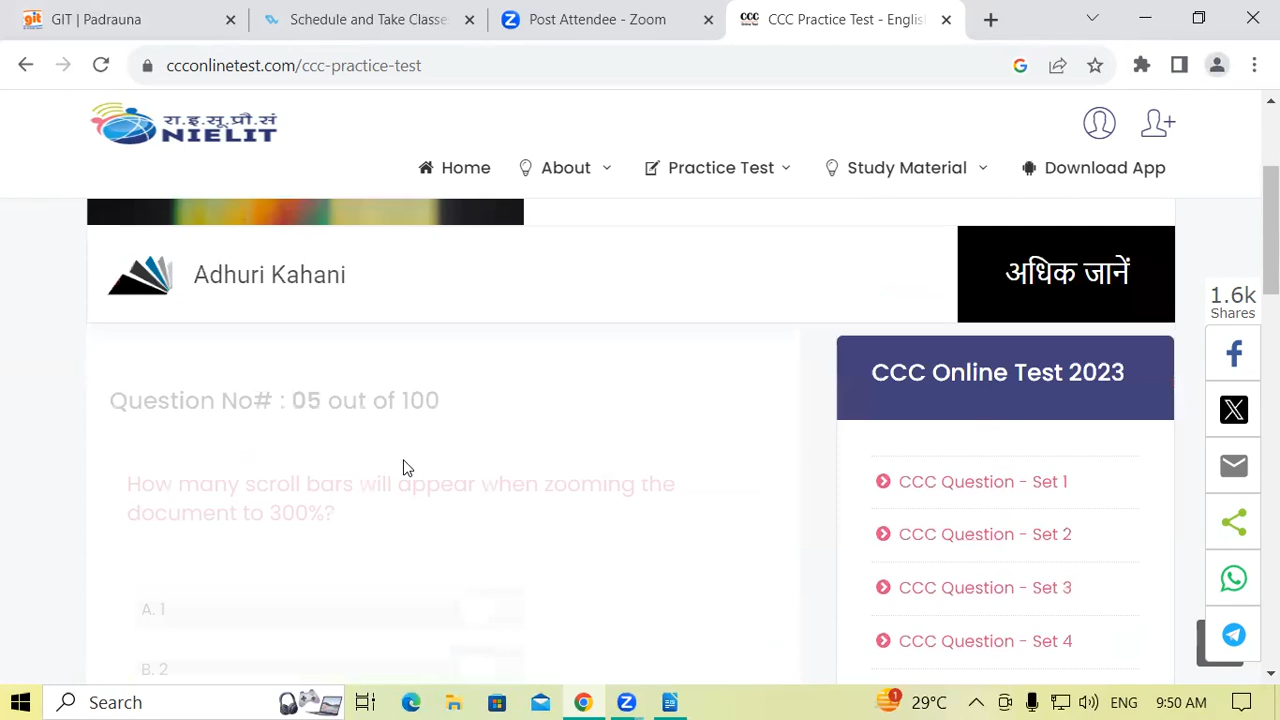 GIT | Padrauna
Schedule and Take Classe
Post Attendee - Zoom
CCC Practice Test - Englis
ccconlinetest.com/ccc-practice-test
रा.इ.सू.प्रौ.सं
NIELIT
Home
About
Practice Test
Study Material
Download App
Adhuri Kahani
अधिक जानें
1.6k
Shares
Question No# : 05 out of 100
How many scroll bars will appear when zooming the
document to 300%?
A. 1
B. 2
CCC Online Test 2023
CCC Question - Set 1
CCC Question - Set 2
CCC Question - Set 3
CCC Question - Set 4
Search
1
29°C
ENG
9:50 AM